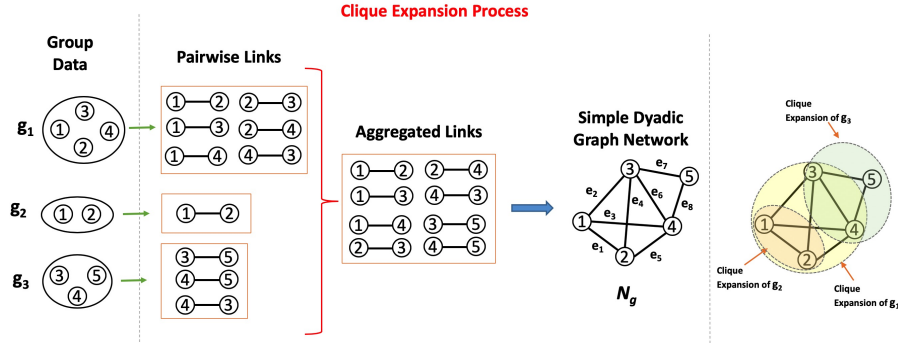 Clique Expansion Process
Group
Data
g1
3
1 4
2
g2
1 2
g3
3 5
4
Pairwise Links
1 2 2 3
1 3 2 4
1 4 4 3
1 2
3 5
4 5
4 3
Aggregated Links
1 2 2 4
1 3 4 3
1 4 3 5
2 3 4 5
Simple Dyadic
Graph Network
3 e7 5
e2 e4 e6
1 e3 4 e8
e1 e5
2
Ng
Clique
Expansion of g3
3 5
1 4
2
Clique
Expansion of g2
Clique
Expansion of g1